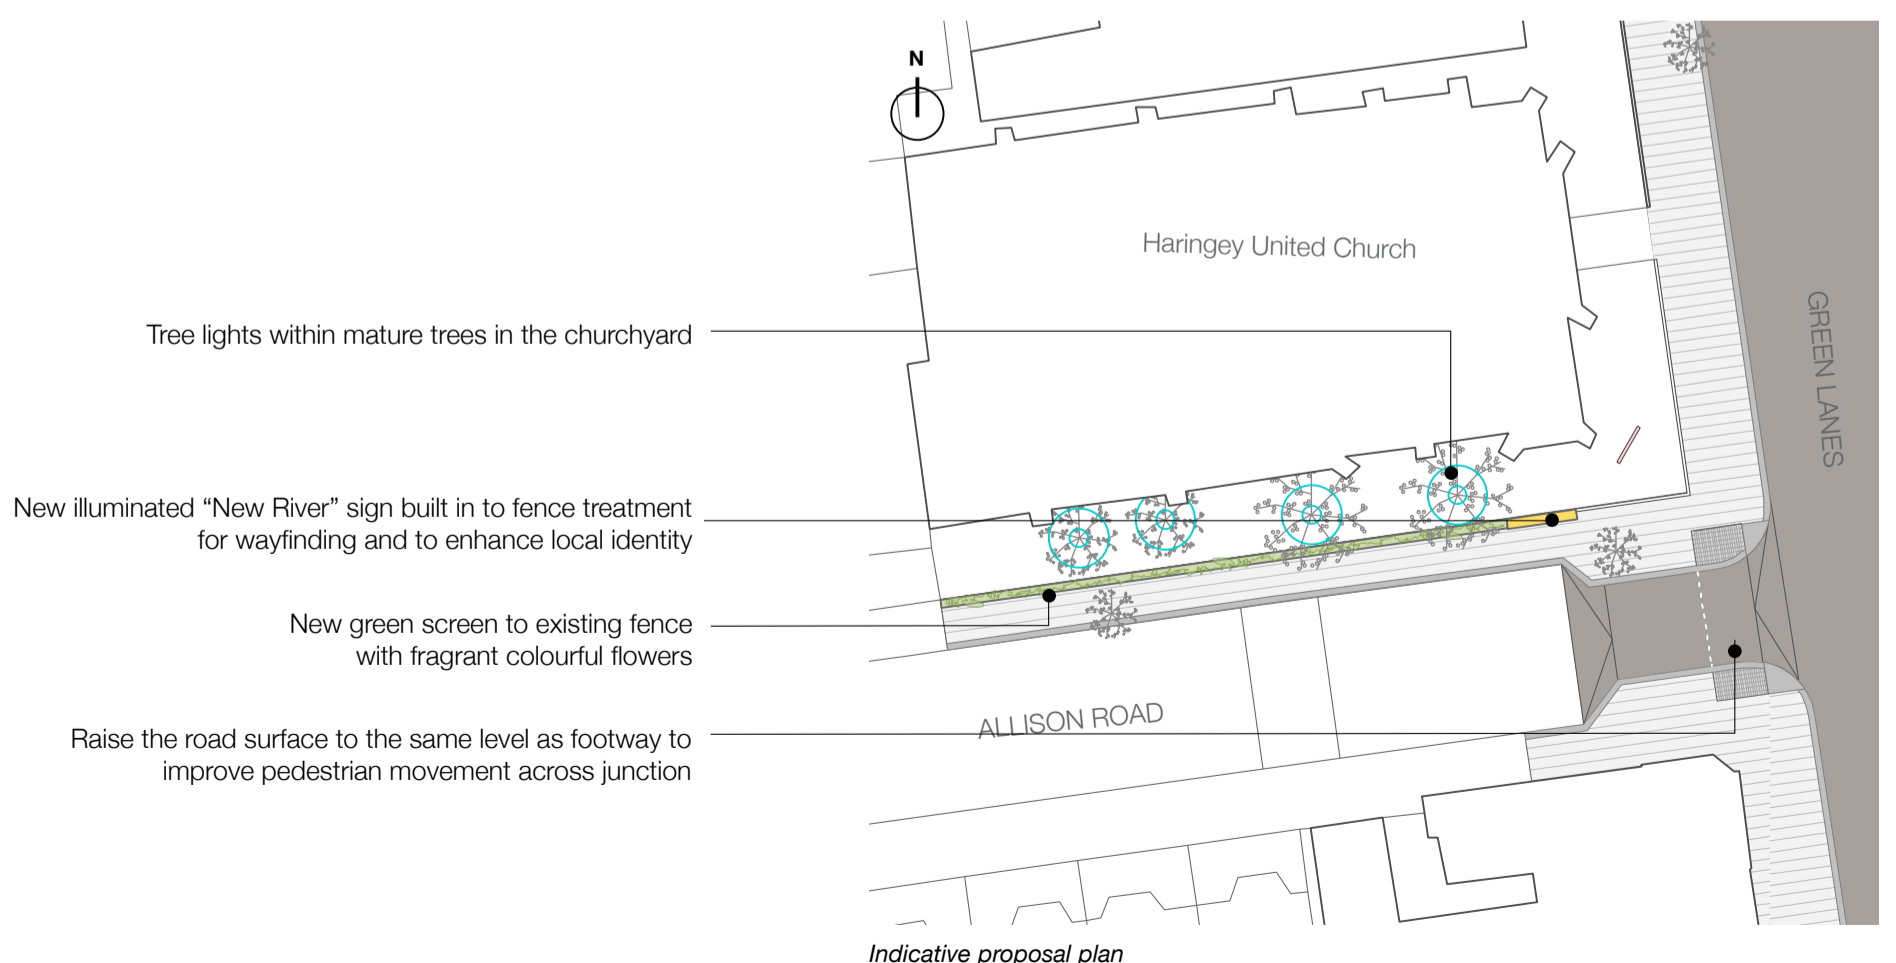 N
Haringey United Church
GREEN LANES
Tree lights within mature trees in the churchyard
New illuminated “New River” sign built in to fence treatment
for wayfinding and to enhance local identity
New green screen to existing fence
with fragrant colourful flowers
Raise the road surface to the same level as footway to
improve pedestrian movement across junction
ALLISON ROAD
Indicative proposal plan